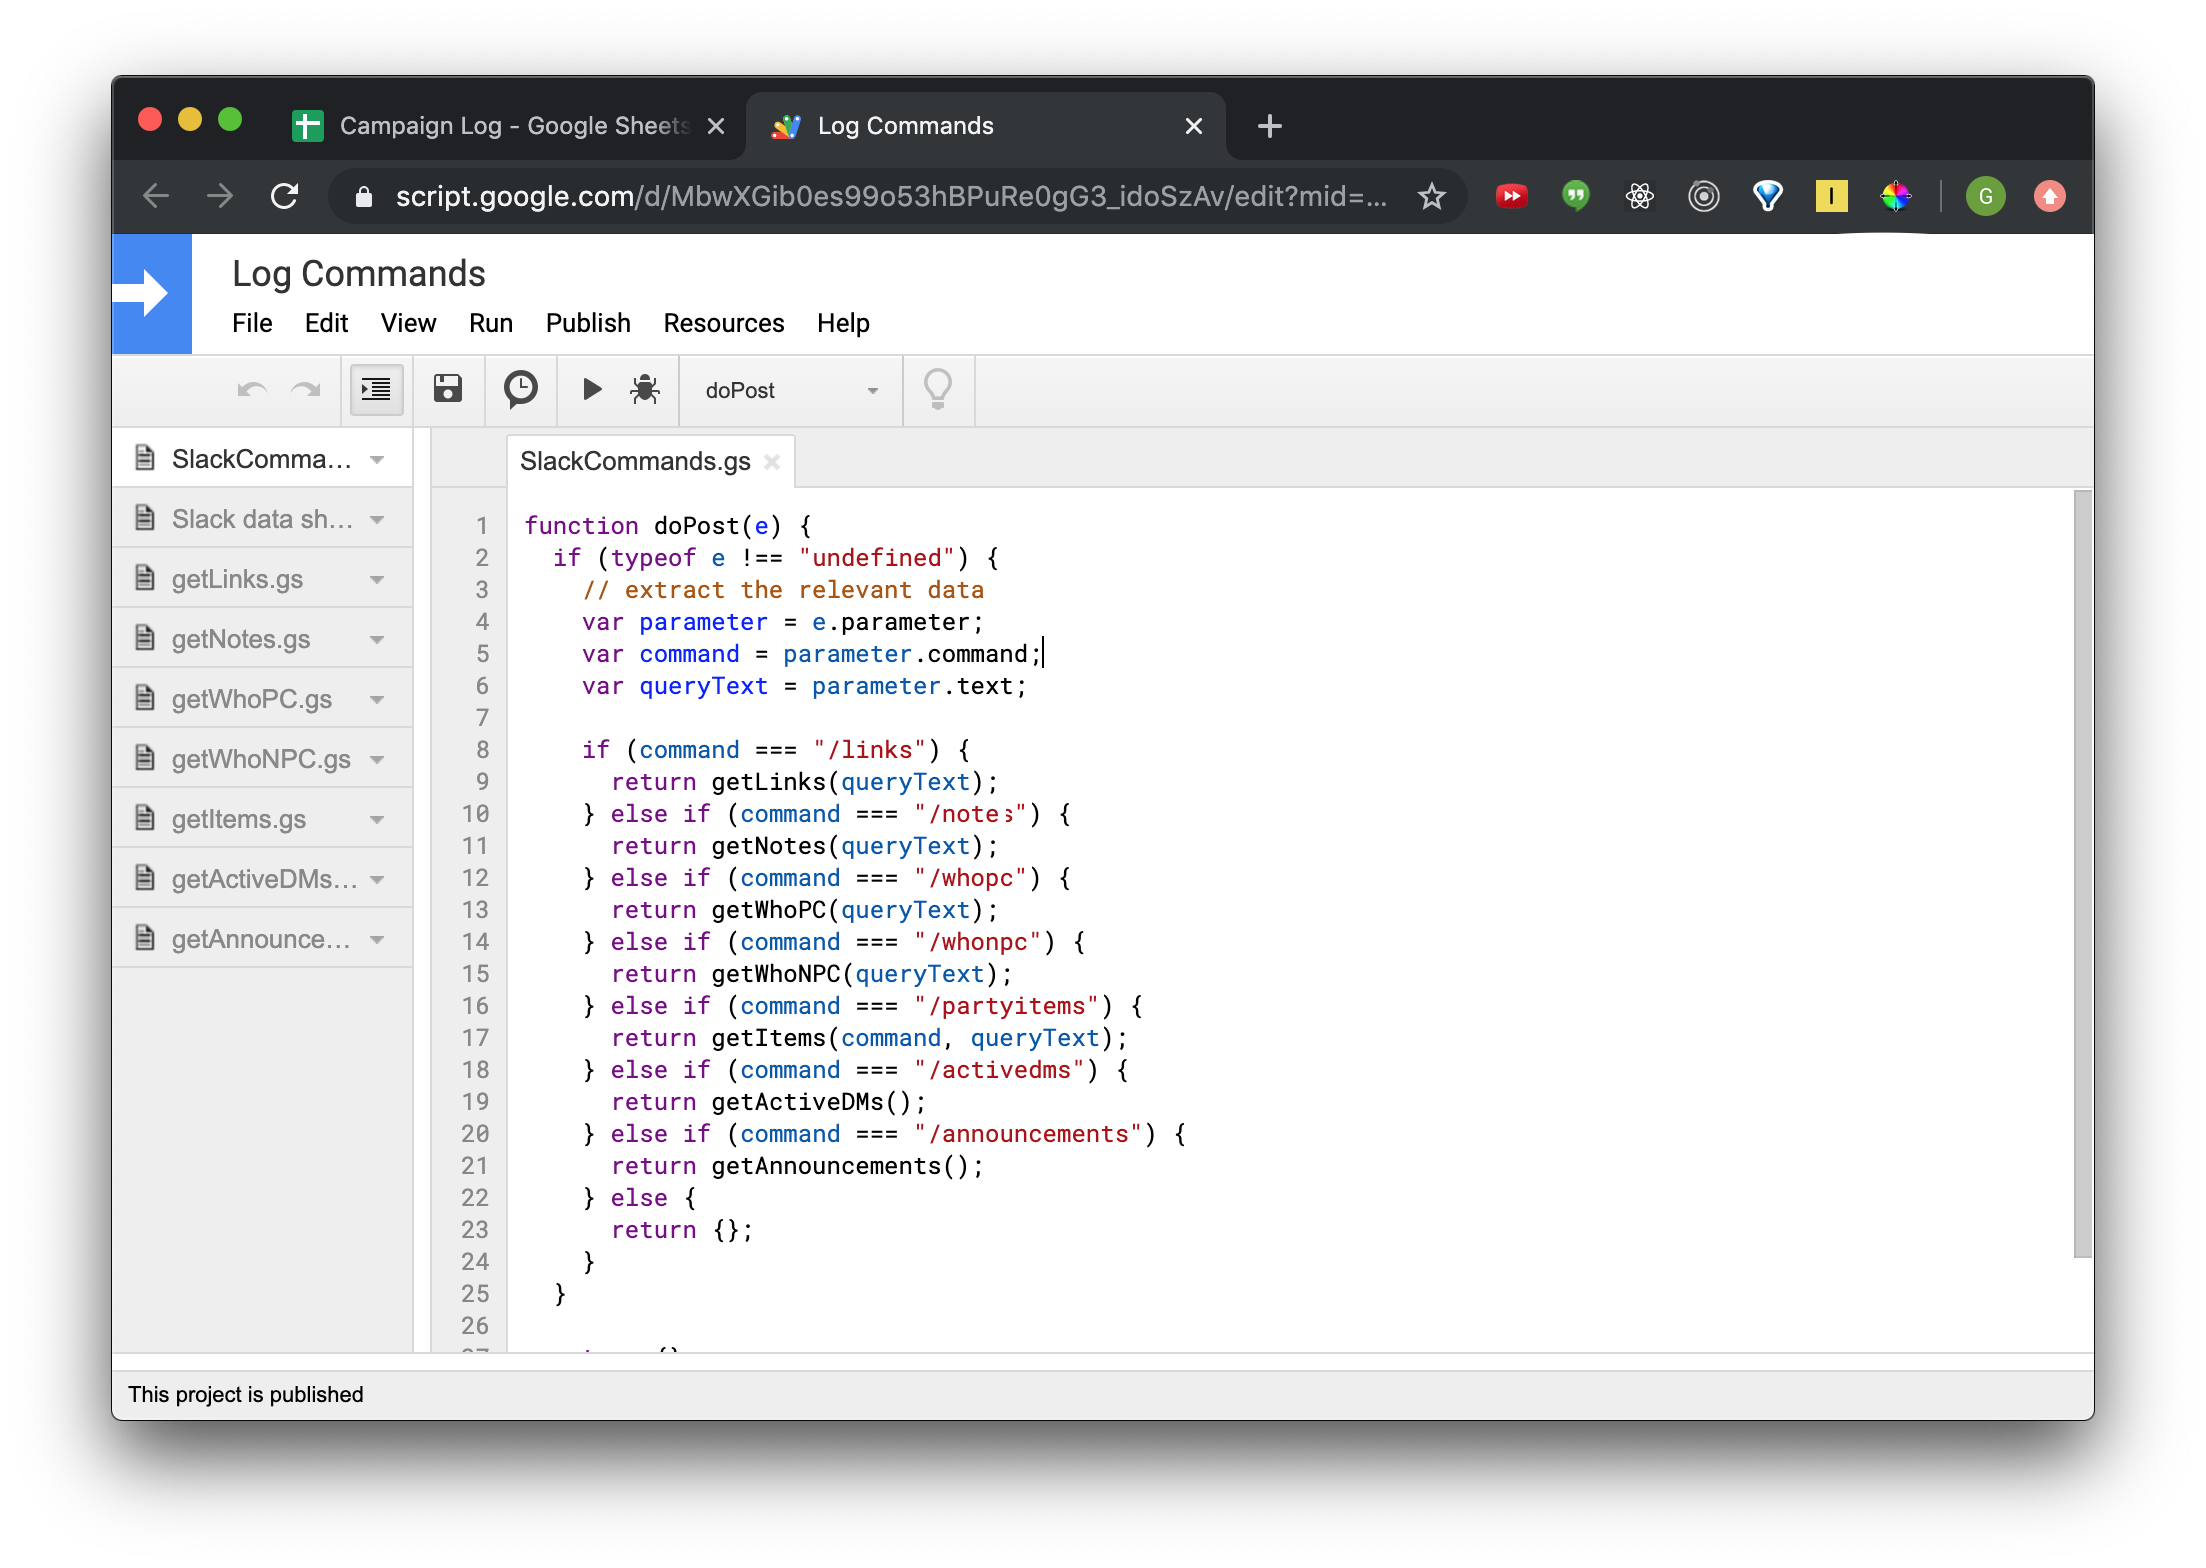 Campaign Log - Google Sheets
Log Commands
script.google.com/d/MbwXGib0es99o53hBPuRe0gG3_idoSzAv/edit?mid=...
G
Log Commands
File Edit View Run Publish Resources Help
doPost
SlackComma...
Slack data sh...
getLinks.gs
getNotes.gs
getWhoPC.gs
getWhoNPC.gs
getItems.gs
getActiveDMs...
getAnnounce...
SlackCommands.gs
1 function doPost(e) {
2 if (typeof e !== "undefined") {
3 // extract the relevant data
4 var parameter = e.parameter;
5 var command = parameter.command;
6 var queryText = parameter.text;
7
8 if (command === "/links") {
9 return getLinks(queryText);
10 } else if (command === "/notes") {
11 return getNotes(queryText);
12 } else if (command === "/whopc") {
13 return getWhoPC(queryText);
14 } else if (command === "/whonpc") {
15 return getWhoNPC(queryText);
16 } else if (command === "/partyitems") {
17 return getItems(command, queryText);
18 } else if (command === "/activedms") {
19 return getActiveDMs();
20 } else if (command === "/announcements") {
21 return getAnnouncements();
22 } else {
23 return {};
24 }
25 }
26
This project is published